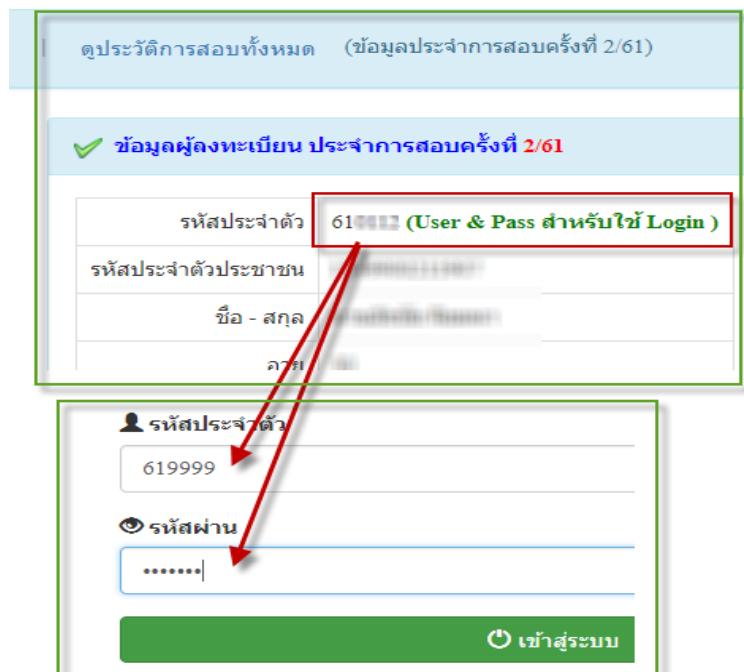 | ดูประวัติการสอบทั้งหมด (ข้อมูลประจำการสอบครั้งที่ 2/61)
ข้อมูลผู้ลงทะเบียน ประจำการสอบครั้งที่ 2/61
รหัสประจำตัว 61 (User & Pass สำหรับใช้ Login )
รหัสประจำตัวประชาชน
ชื่อ - สกุล
อายุ
รหัสประจำตัว
619999
รหัสผ่าน
•••••••
เข้าสู่ระบบ